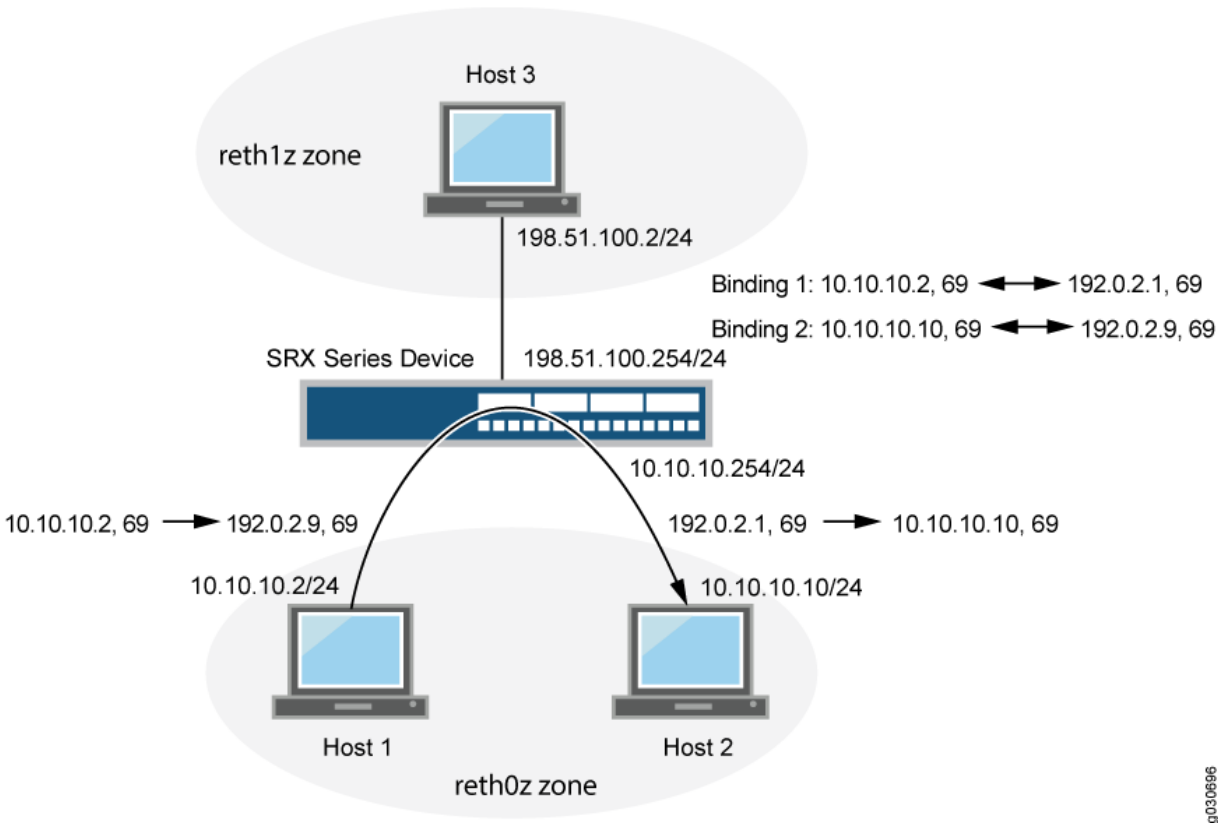 Host 3
reth1z zone
198.51.100.2/24
Binding 1: 10.10.10.2, 69 192.0.2.1, 69
Binding 2: 10.10.10.10, 69 192.0.2.9, 69
SRX Series Device 198.51.100.254/24
10.10.10.254/24
10.10.10.2, 69 192.0.2.9, 69
192.0.2.1, 69 10.10.10.10, 69
10.10.10.2/24
10.10.10.10/24
Host 1
Host 2
reth0z zone
g030696